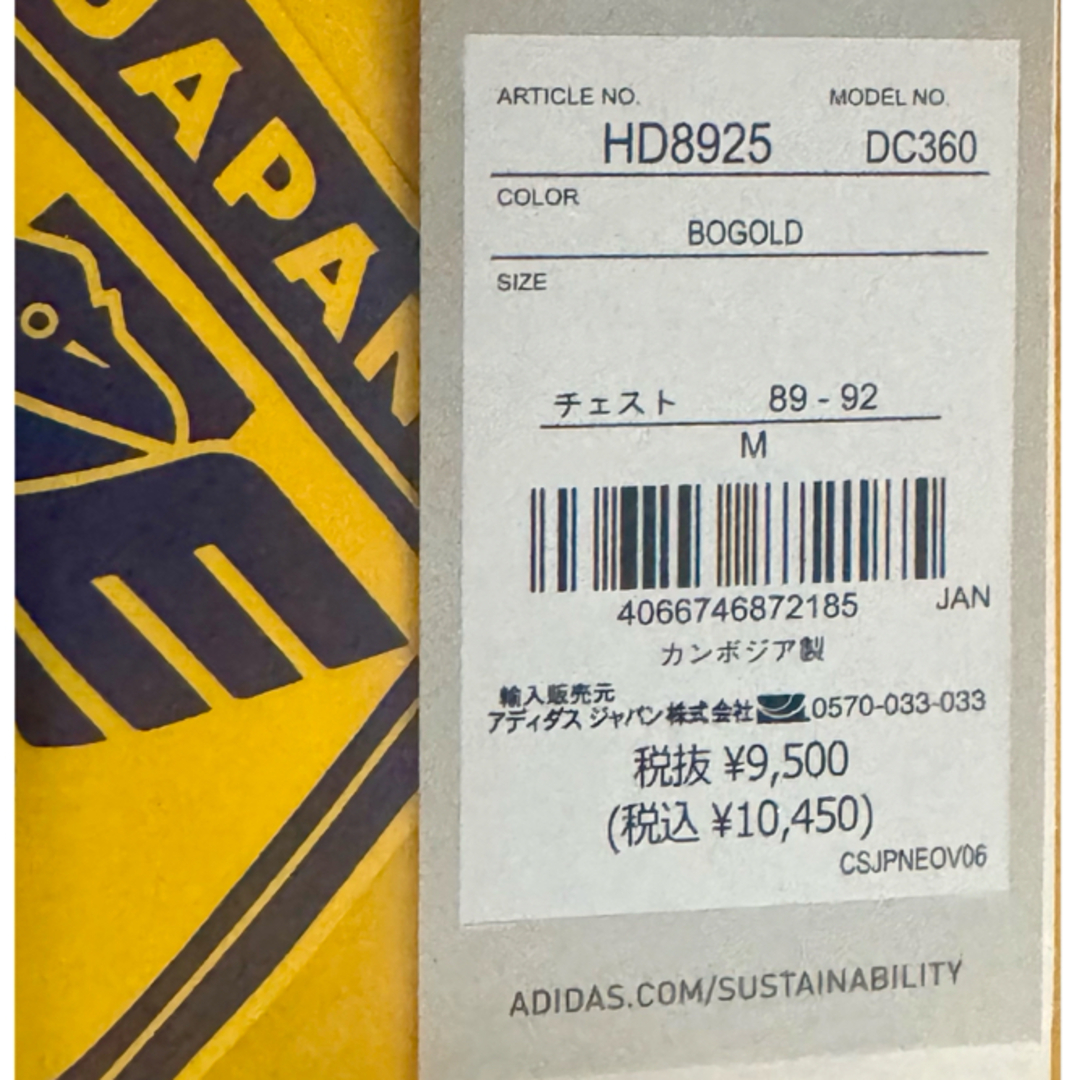 JAPAN
ARTICLE NO. MODEL NO.
HD8925 DC360
COLOR
BOGOLD
SIZE
チェスト 89 - 92
M
4066746872185 JAN
カンボジア製
輸入販売元
アディダス ジャパン株式会社 0570-033-033
税抜 ¥9,500
(税込 ¥10,450)
CSJPNEOV06
ADIDAS.COM/SUSTAINABILITY